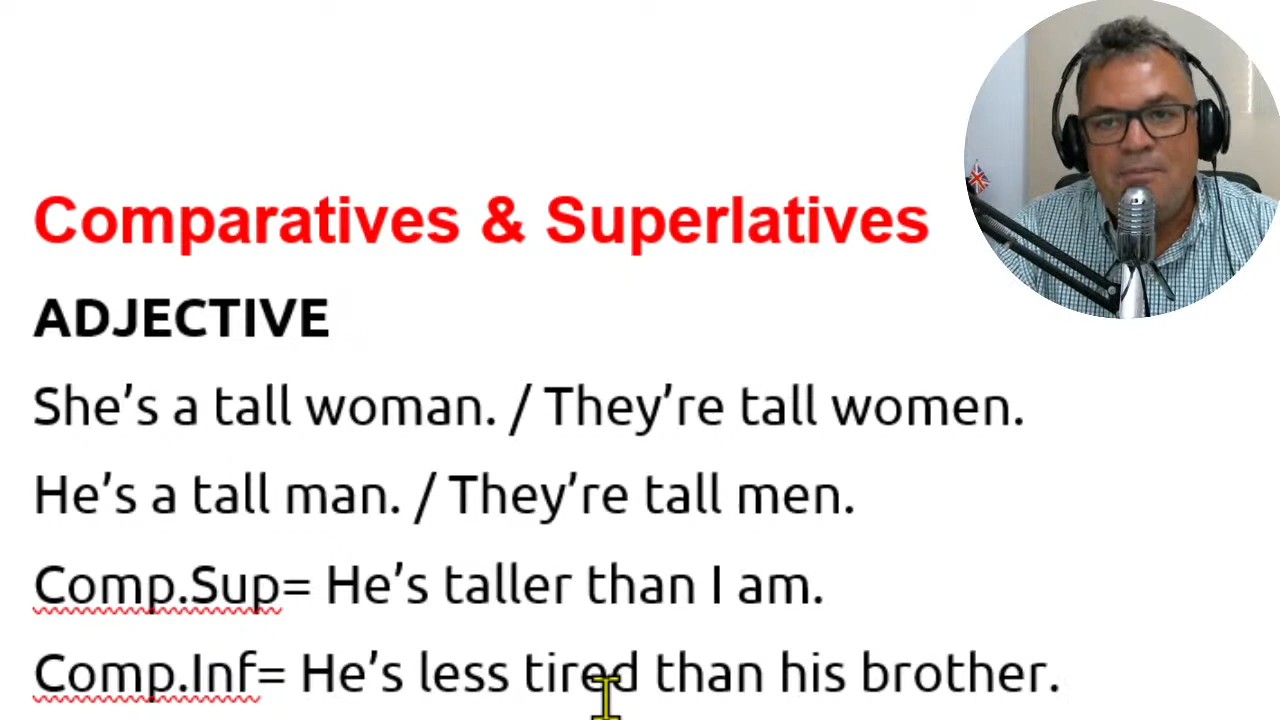 Comparatives & Superlatives
ADJECTIVE
She’s a tall woman. / They’re tall women.
He’s a tall man. / They’re tall men.
Comp.Sup= He’s taller than I am.
Comp.Inf= He’s less tired than his brother.